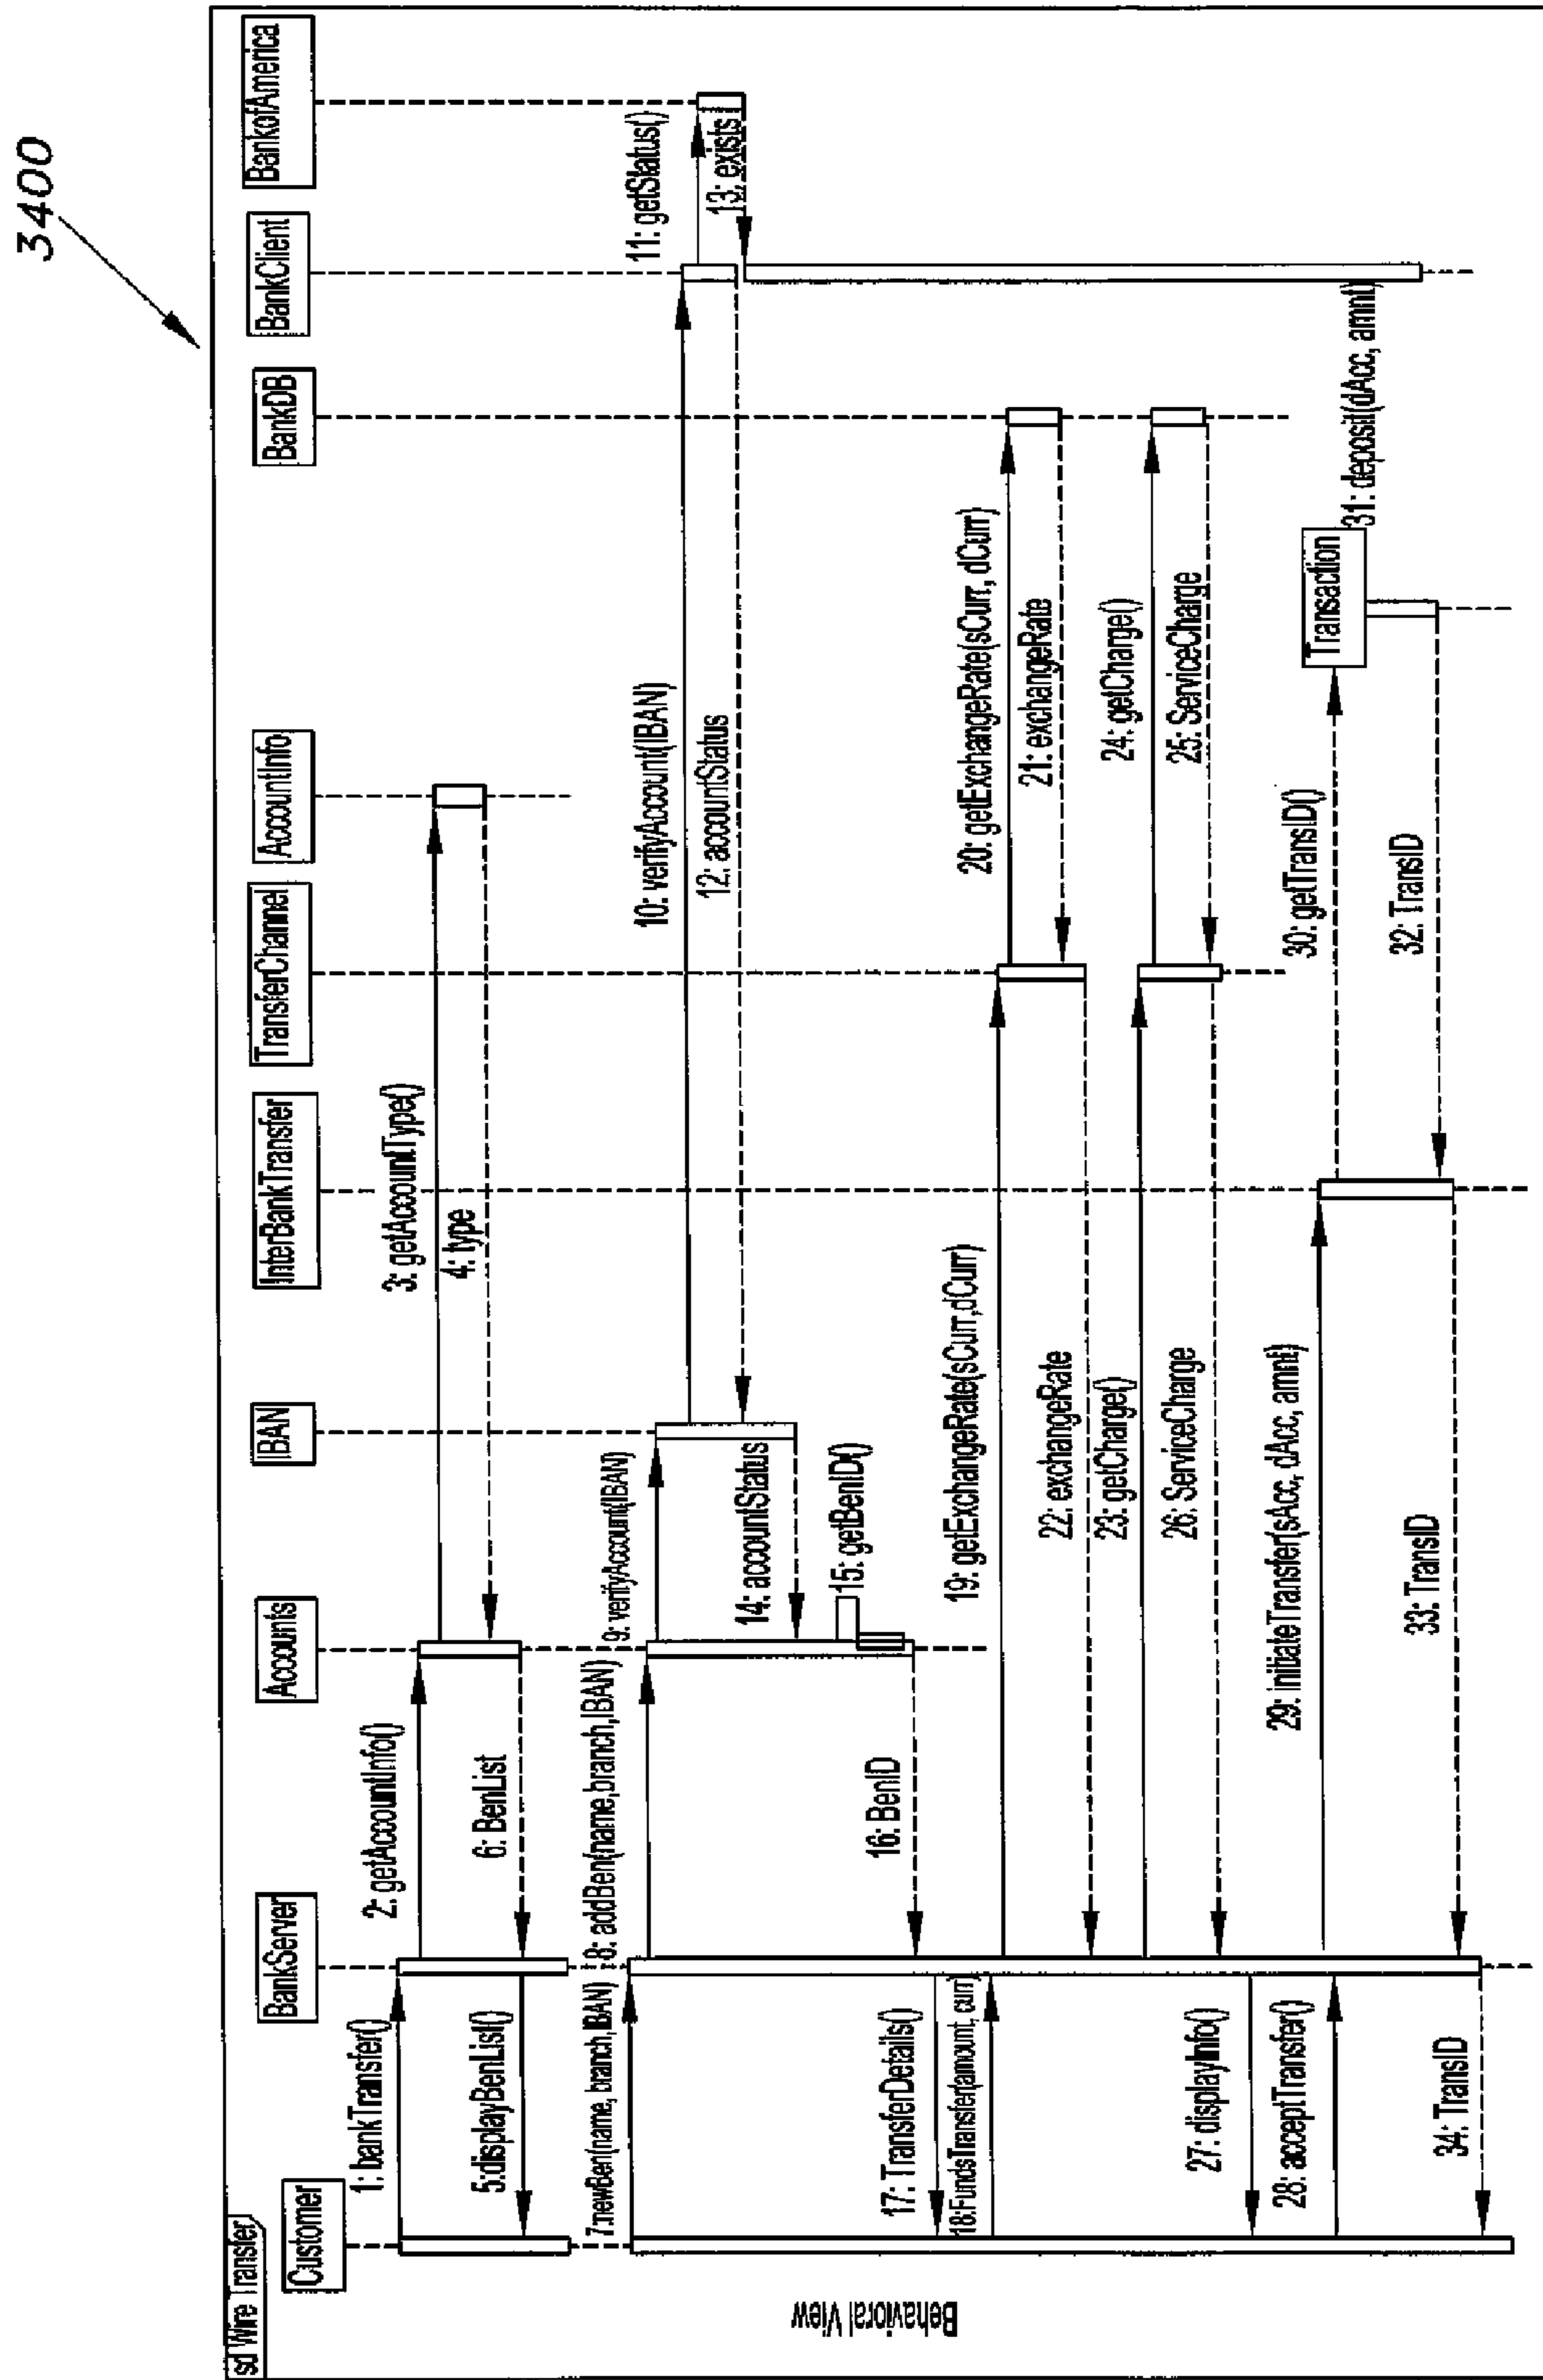 3400
sd Wire Transfer
Customer
BankServer
Accounts
IBAN
InterBankTransfer
TransferChannel
AccountInfo
BankDB
BankClient
BankofAmerica
1: bankTransfer()
2: getAccountInfo()
3: getAccountType()
4: type
5:displayBenList()
6: BenList
7:newBen(name, branch,IBAN)
8: addBen(name,branch,IBAN)
9: verifyAccount(IBAN)
10: verifyAccount(IBAN)
11: getStatus()
12: accountStatus
13: exists
14: accountStatus
15: getBenID()
16: BenID
17: TransferDetails()
18:FundsTransfer(amount, curr)
19: getExchangeRate(sCurr,dCurr)
20: getExchangeRate(sCurr, dCurr)
21: exchangeRate
22: exchangeRate
23: getCharge()
24: getCharge()
25: ServiceCharge
26: ServiceCharge
27: displayInfo()
28: acceptTransfer()
29: initiateTransfer(sAcc, dAcc, amnt)
30: getTransID()
Transaction
31: deposit(dAcc, amnt)
32: TransID
33: TransID
34: TransID
Behavioral View